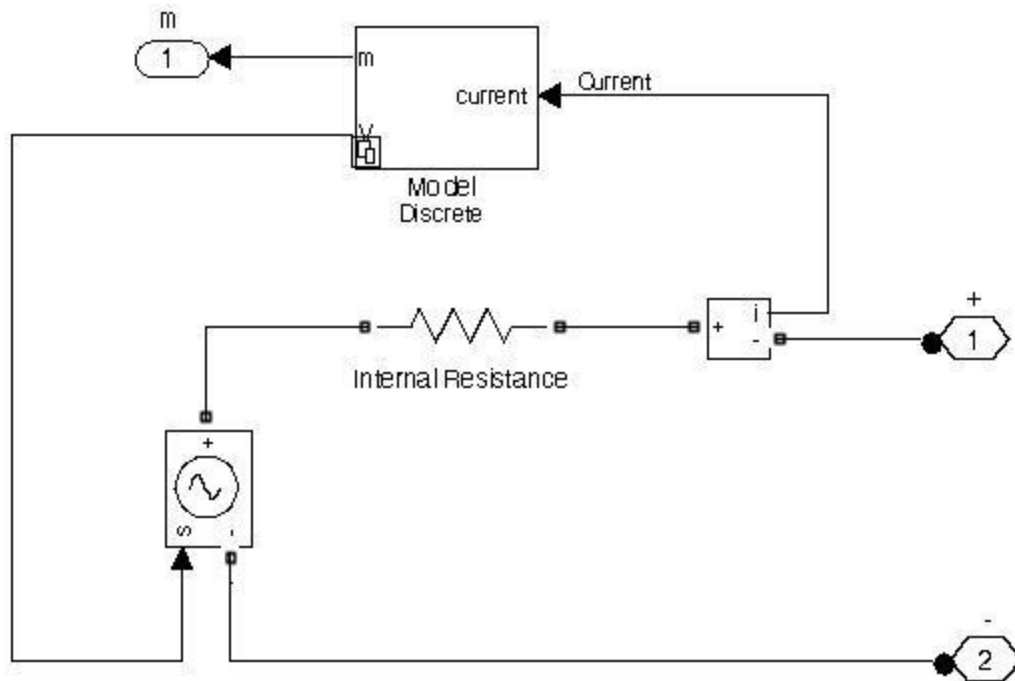 m
1
m
current
Current
V
Model
Discrete
i
+
-
+
1
Internal Resistance
+
s
-
-
2